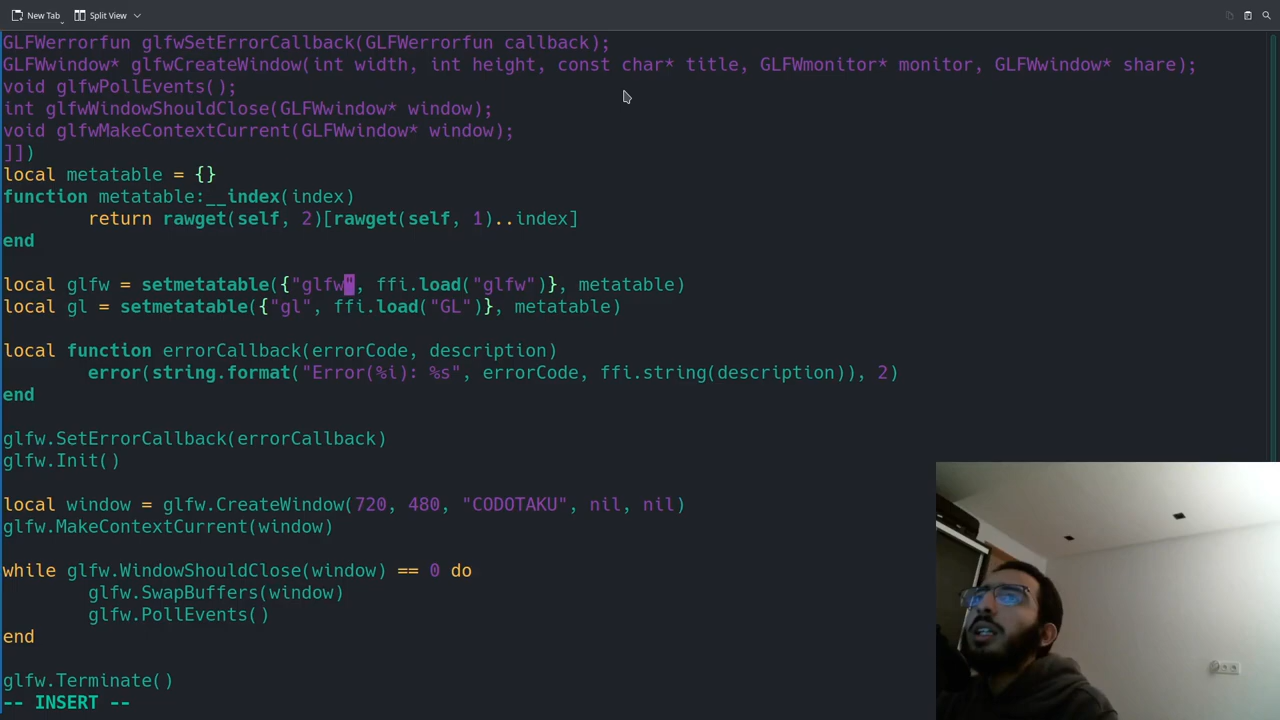 New Tab
Split View
GLFWerrorfun glfwSetErrorCallback(GLFWerrorfun callback);
GLFWwindow* glfwCreateWindow(int width, int height, const char* title, GLFWmonitor* monitor, GLFWwindow* share);
void glfwPollEvents();
int glfwWindowShouldClose(GLFWwindow* window);
void glfwMakeContextCurrent(GLFWwindow* window);
]])
local metatable = {}
function metatable:__index(index)
        return rawget(self, 2)[rawget(self, 1)..index]
end

local glfw = setmetatable({"glfw", ffi.load("glfw")}, metatable)
local gl = setmetatable({"gl", ffi.load("GL")}, metatable)

local function errorCallback(errorCode, description)
        error(string.format("Error(%i): %s", errorCode, ffi.string(description)), 2)
end

glfw.SetErrorCallback(errorCallback)
glfw.Init()

local window = glfw.CreateWindow(720, 480, "CODOTAKU", nil, nil)
glfw.MakeContextCurrent(window)

while glfw.WindowShouldClose(window) == 0 do
        glfw.SwapBuffers(window)
        glfw.PollEvents()
end

glfw.Terminate()
-- INSERT --